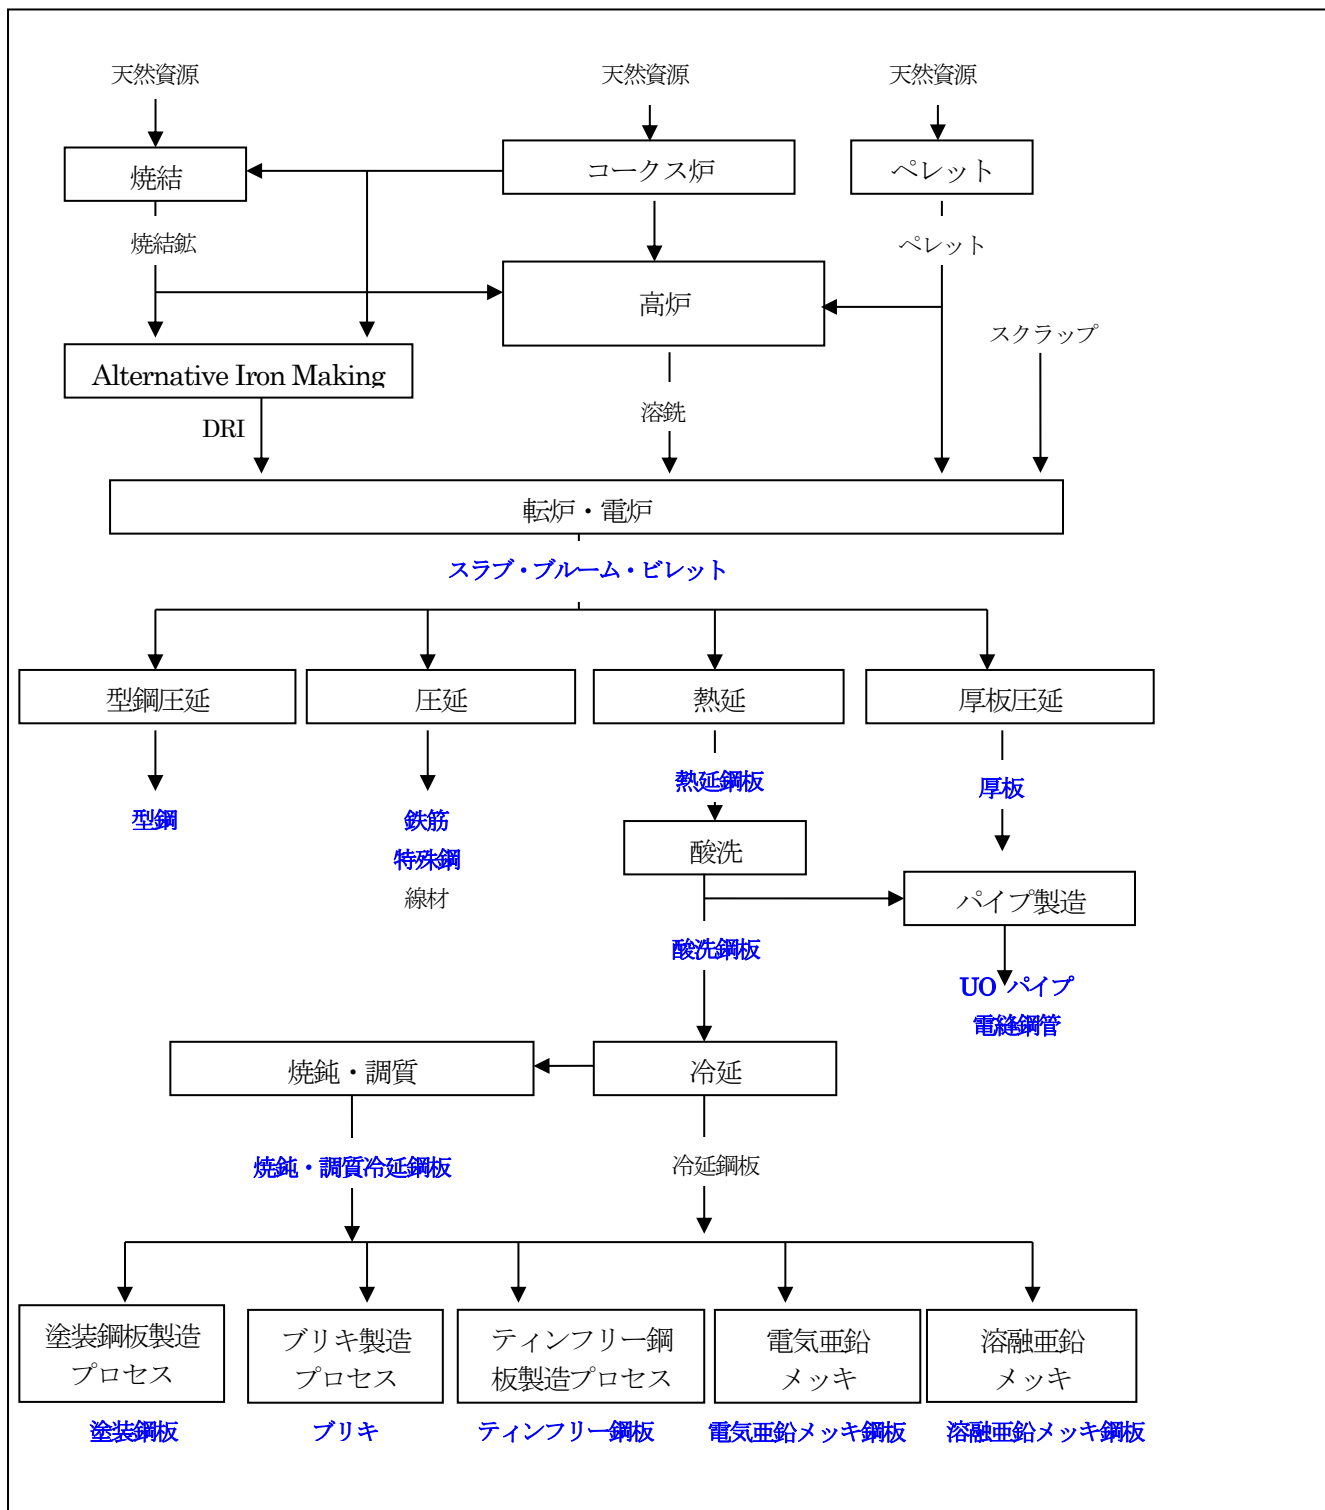 天然資源
天然資源
天然資源
焼結
コークス炉
ペレット
焼結鉱
ペレット
高炉
スクラップ
Alternative Iron Making
溶銑
DRI
転炉・電炉
スラブ・ブルーム・ビレット
型鋼圧延
圧延
熱延
厚板圧延
熱延鋼板
厚板
型鋼
鉄筋
特殊鋼
線材
酸洗
パイプ製造
酸洗鋼板
UO パイプ
電縫鋼管
焼鈍・調質
冷延
焼鈍・調質冷延鋼板
冷延鋼板
塗装鋼板製造
プロセス
ブリキ製造
プロセス
ティンフリー鋼
板製造プロセス
電気亜鉛
メッキ
溶融亜鉛
メッキ
塗装鋼板
ブリキ
ティンフリー鋼板
電気亜鉛メッキ鋼板
溶融亜鉛メッキ鋼板